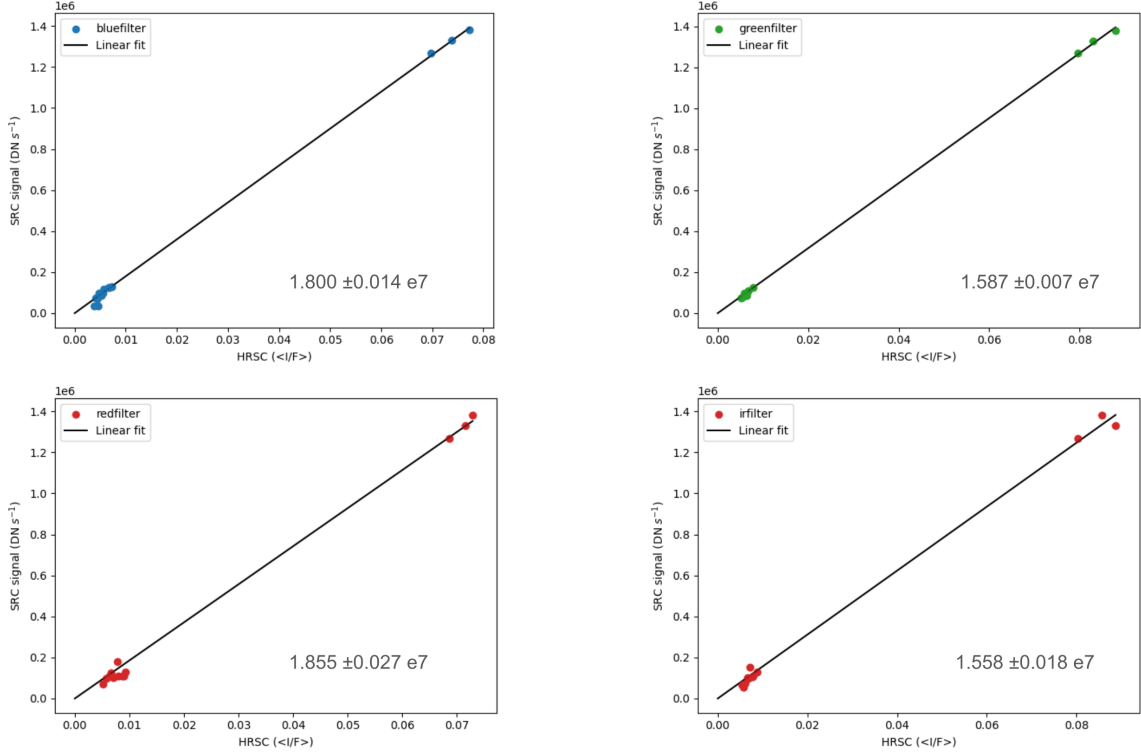 1e6
bluefilter
Linear fit
1.4
1.2
1.0
0.8
0.6
0.4
0.2
0.0
SRC signal (DN s⁻¹)
1.800 ±0.014 e7
0.00 0.01 0.02 0.03 0.04 0.05 0.06 0.07 0.08
HRSC (<I/F>)
1e6
greenfilter
Linear fit
1.4
1.2
1.0
0.8
0.6
0.4
0.2
0.0
SRC signal (DN s⁻¹)
1.587 ±0.007 e7
0.00 0.02 0.04 0.06 0.08
HRSC (<I/F>)
1e6
redfilter
Linear fit
1.4
1.2
1.0
0.8
0.6
0.4
0.2
0.0
SRC signal (DN s⁻¹)
1.855 ±0.027 e7
0.00 0.01 0.02 0.03 0.04 0.05 0.06 0.07
HRSC (<I/F>)
1e6
irfilter
Linear fit
1.4
1.2
1.0
0.8
0.6
0.4
0.2
0.0
SRC signal (DN s⁻¹)
1.558 ±0.018 e7
0.00 0.02 0.04 0.06 0.08
HRSC (<I/F>)